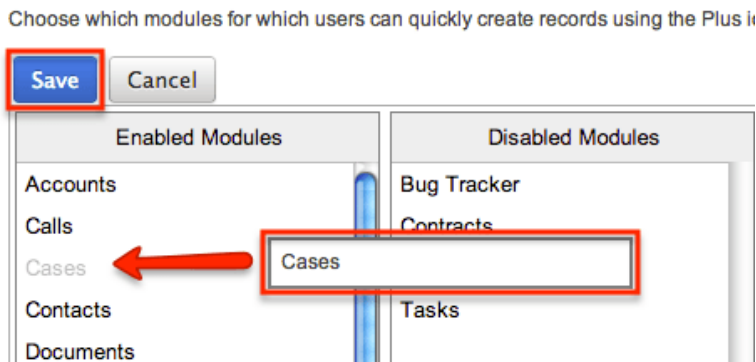 Choose which modules for which users can quickly create records using the Plus
Save Cancel
Enabled Modules Disabled Modules
Accounts Bug Tracker
Calls Contracts
Cases Cases
Contacts Tasks
Documents